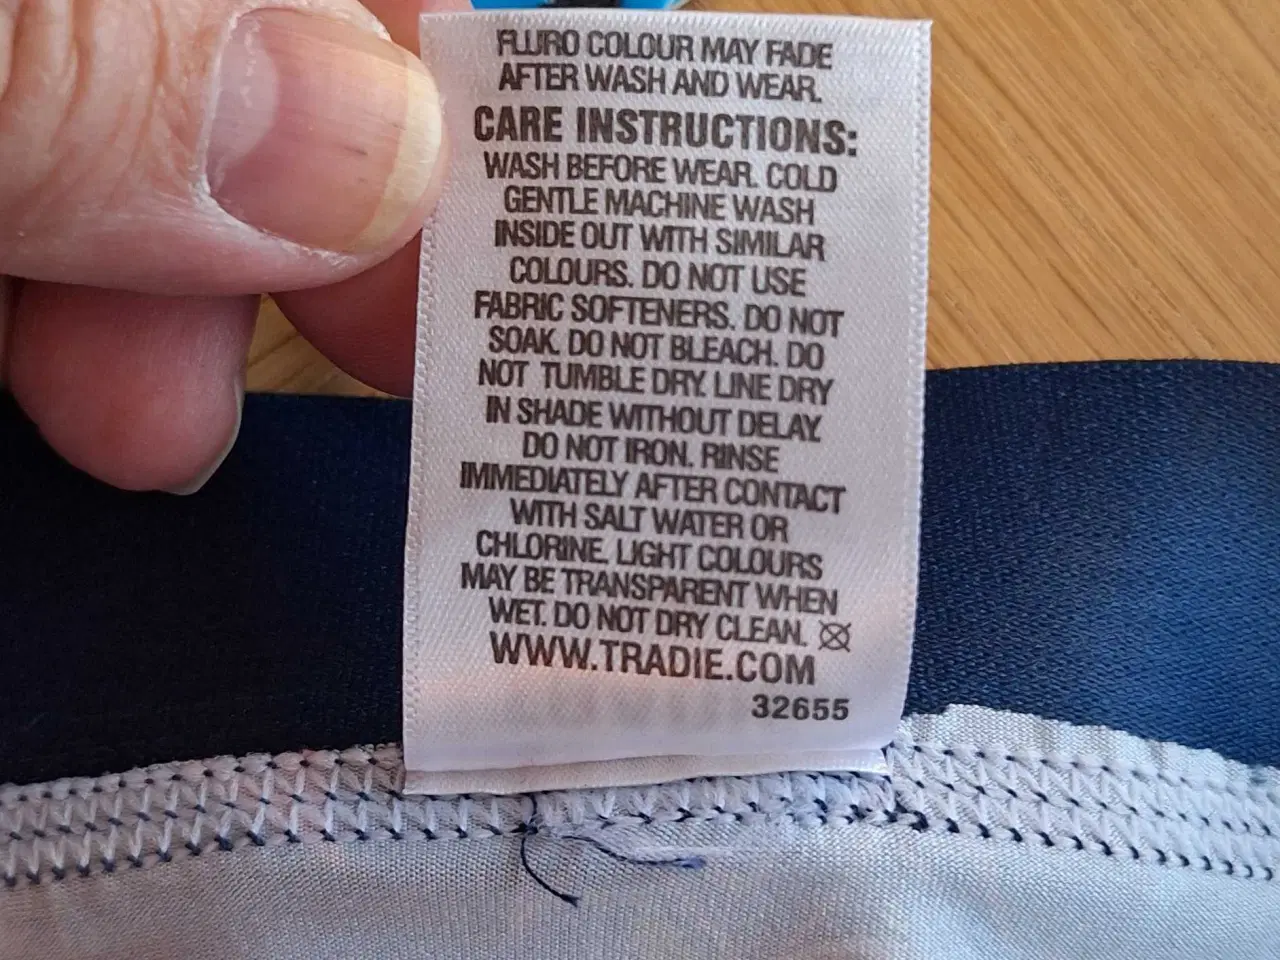 FLURO COLOUR MAY FADE
AFTER WASH AND WEAR.
CARE INSTRUCTIONS:
WASH BEFORE WEAR. COLD
GENTLE MACHINE WASH
INSIDE OUT WITH SIMILAR
COLOURS. DO NOT USE
FABRIC SOFTENERS. DO NOT
SOAK. DO NOT BLEACH. DO
NOT TUMBLE DRY. LINE DRY
IN SHADE WITHOUT DELAY.
DO NOT IRON. RINSE
IMMEDIATELY AFTER CONTACT
WITH SALT WATER OR
CHLORINE. LIGHT COLOURS
MAY BE TRANSPARENT WHEN
WET. DO NOT DRY CLEAN.
WWW.TRADIE.COM
32655